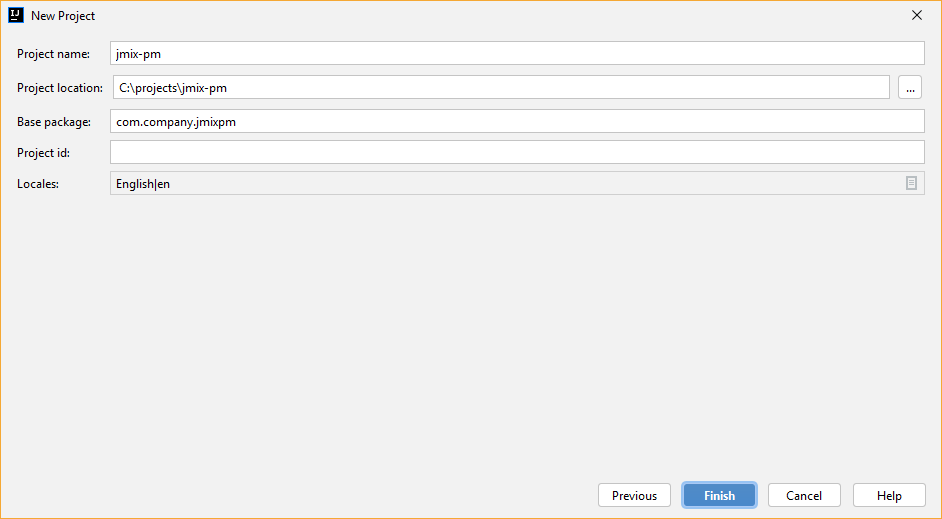 IJ New Project
Project name: jmix-pm
Project location: C:\projects\jmix-pm ...
Base package: com.company.jmixpm
Project id:
Locales: English|en
Previous Finish Cancel Help